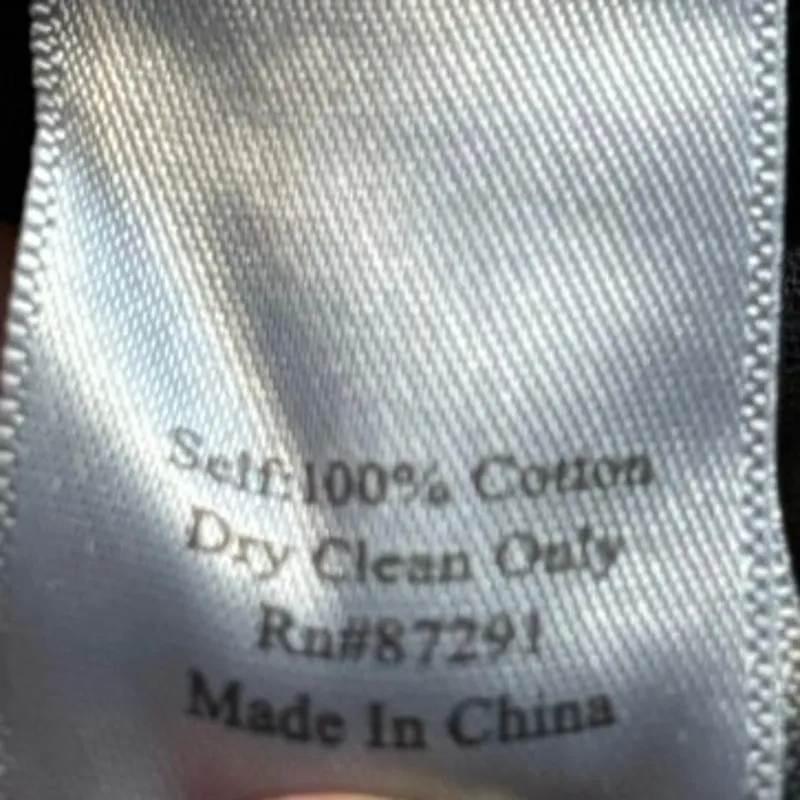 Self:100% Cotton
Dry Clean Only
Rn#87291
Made In China